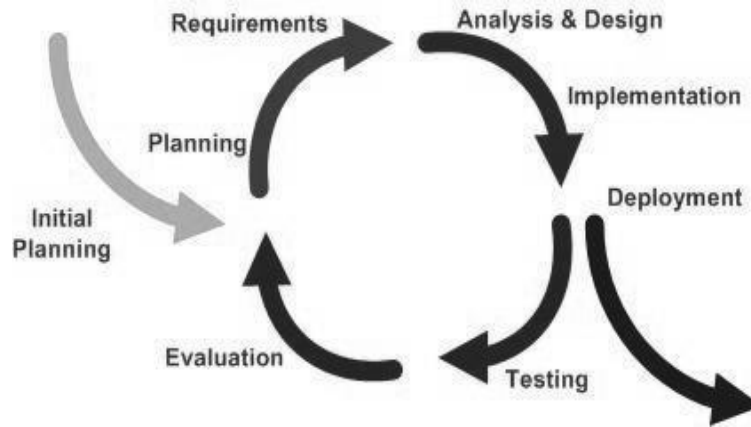 Requirements
Analysis & Design
Implementation
Planning
Deployment
Initial
Planning
Evaluation
Testing